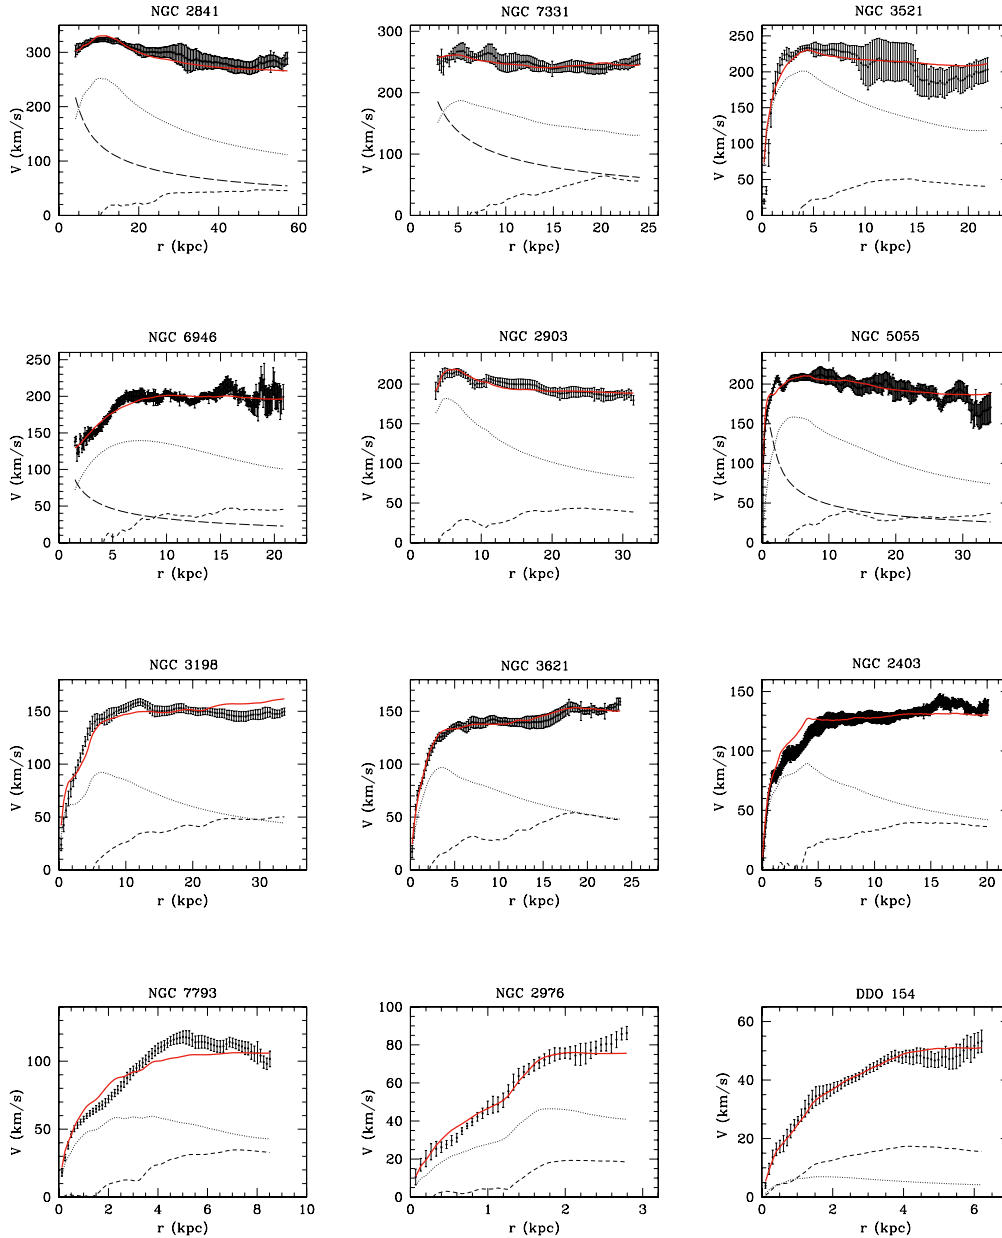 NGC 2841
NGC 7331
NGC 3521
V (km/s)
300
200
100
0
0 20 40 60
r (kpc)
V (km/s)
300
250
200
150
100
50
0
0 5 10 15 20 25
r (kpc)
V (km/s)
250
200
150
100
50
0
0 5 10 15 20
r (kpc)
NGC 6946
NGC 2903
NGC 5055
V (km/s)
250
200
150
100
50
0
0 5 10 15 20
r (kpc)
V (km/s)
200
150
100
50
0
0 10 20 30
r (kpc)
V (km/s)
200
150
100
50
0
0 10 20 30
r (kpc)
NGC 3198
NGC 3621
NGC 2403
V (km/s)
150
100
50
0
0 10 20 30
r (kpc)
V (km/s)
150
100
50
0
0 5 10 15 20 25
r (kpc)
V (km/s)
150
100
50
0
0 5 10 15 20
r (kpc)
NGC 7793
NGC 2976
DDO 154
V (km/s)
100
50
0
0 2 4 6 8 10
r (kpc)
V (km/s)
100
80
60
40
20
0
0 1 2 3
r (kpc)
V (km/s)
60
40
20
0
0 2 4 6
r (kpc)